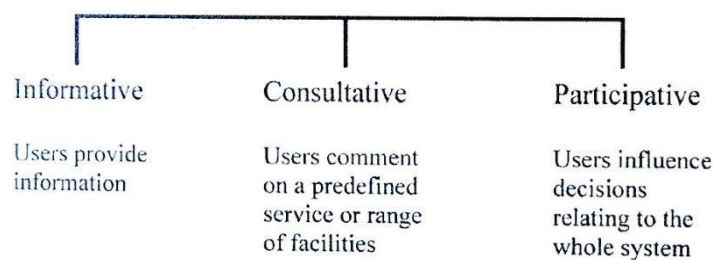 Informative
Users provide
information
Consultative
Users comment
on a predefined
service or range
of facilities
Participative
Users influence
decisions
relating to the
whole system